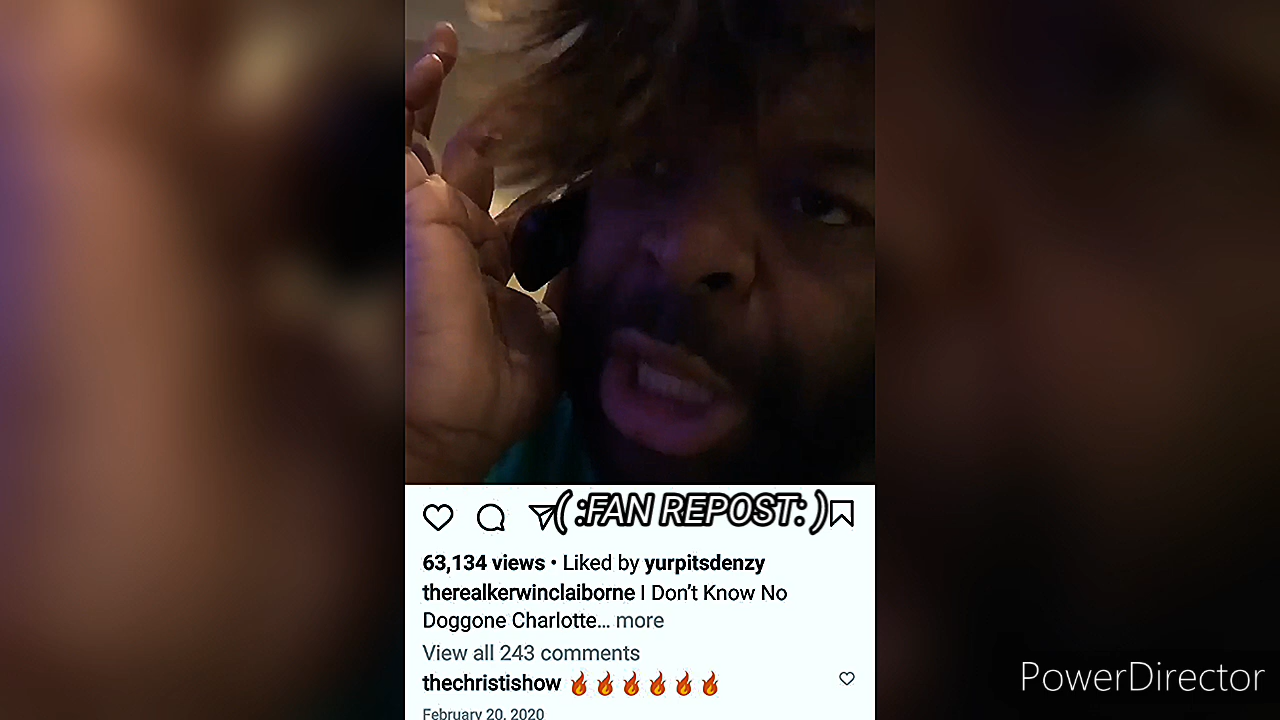 ( :FAN REPOST: )
63,134 views • Liked by yurpitsdenzy
therealkerwinclaiborne I Don't Know No
Doggone Charlotte... more
View all 243 comments
thechristishow 🔥🔥🔥🔥🔥🔥
February 20, 2020
PowerDirector